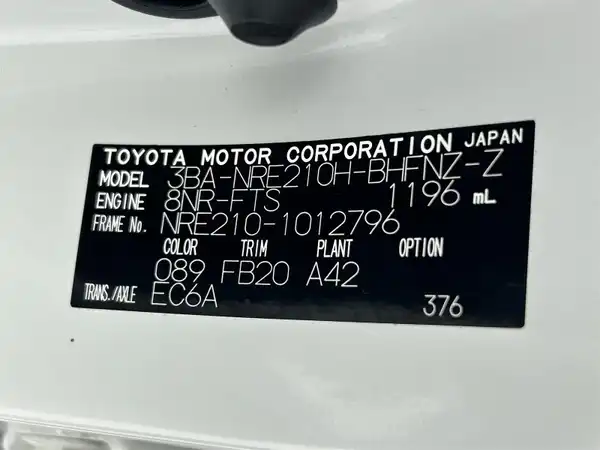 TOYOTA MOTOR CORPORATION JAPAN
MODEL 3BA-NRE210H-BHFNZ-Z
ENGINE 8NR-FTS 1196 mL
FRAME No. NRE210-1012796
COLOR TRIM PLANT OPTION
089 FB20 A42
TRANS./AXLE EC6A 376